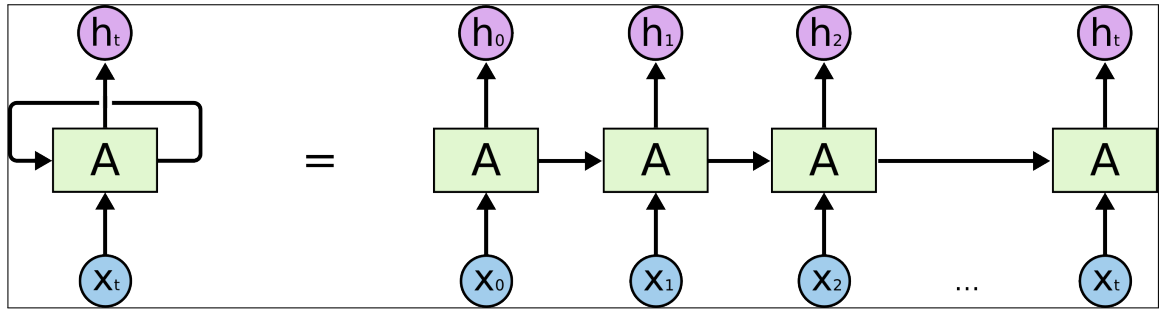 hₜ h₀ h₁ h₂ hₜ
A = A A A A
xₜ x₀ x₁ x₂ ... xₜ